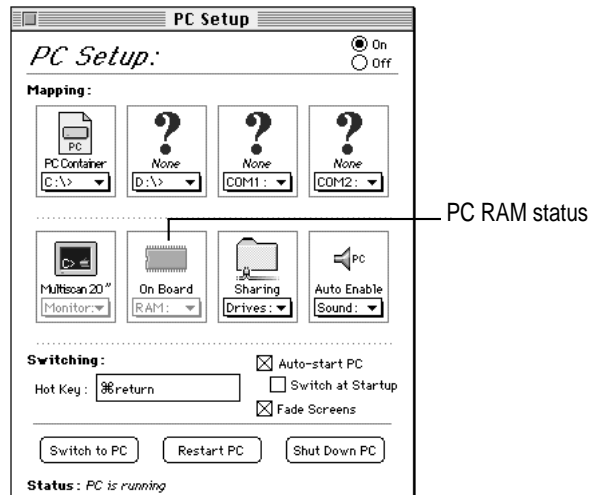 PC Setup
PC Setup:
On
Off
Mapping:
PC
PC Container
C:\>
None
D:\>
None
COM1:
None
COM2:
PC RAM status
C>
Multiscan 20"
Monitor:
On Board
RAM:
Sharing
Drives:
PC
Auto Enable
Sound:
Switching:
Auto-start PC
Hot Key: ⌘return
Switch at Startup
Fade Screens
Switch to PC
Restart PC
Shut Down PC
Status: PC is running